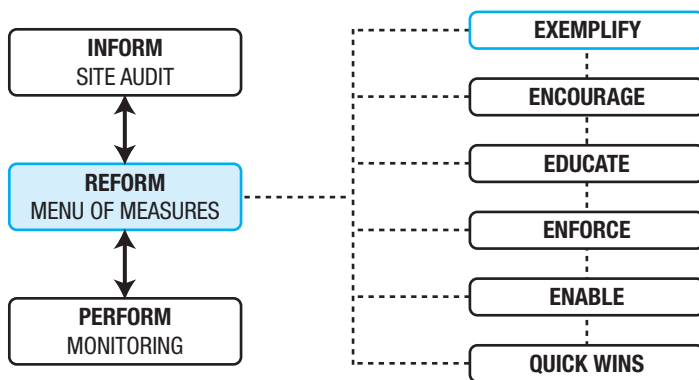 INFORM
SITE AUDIT
REFORM
MENU OF MEASURES
PERFORM
MONITORING
EXEMPLIFY
ENCOURAGE
EDUCATE
ENFORCE
ENABLE
QUICK WINS